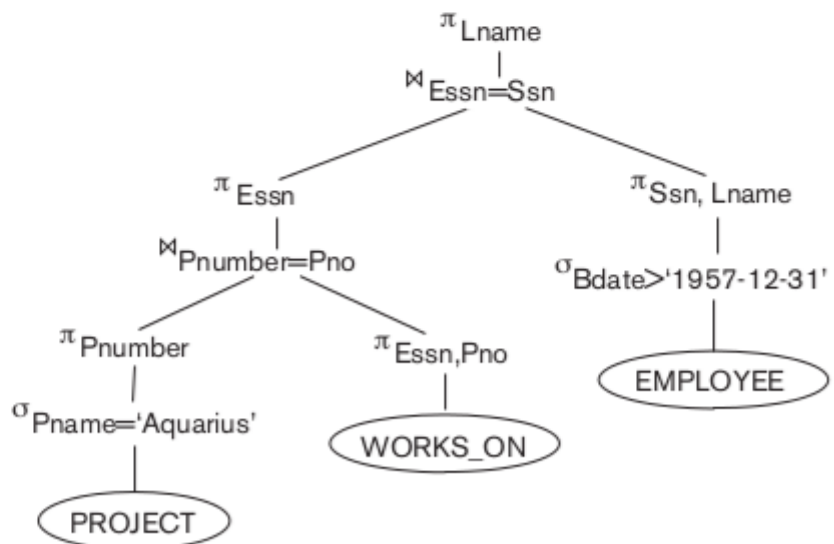 π Lname
⋈ Essn=Ssn
π Essn
π Ssn, Lname
⋈ Pnumber=Pno
σ Bdate>‘1957-12-31’
π Pnumber
π Essn,Pno
EMPLOYEE
σ Pname=‘Aquarius’
WORKS_ON
PROJECT